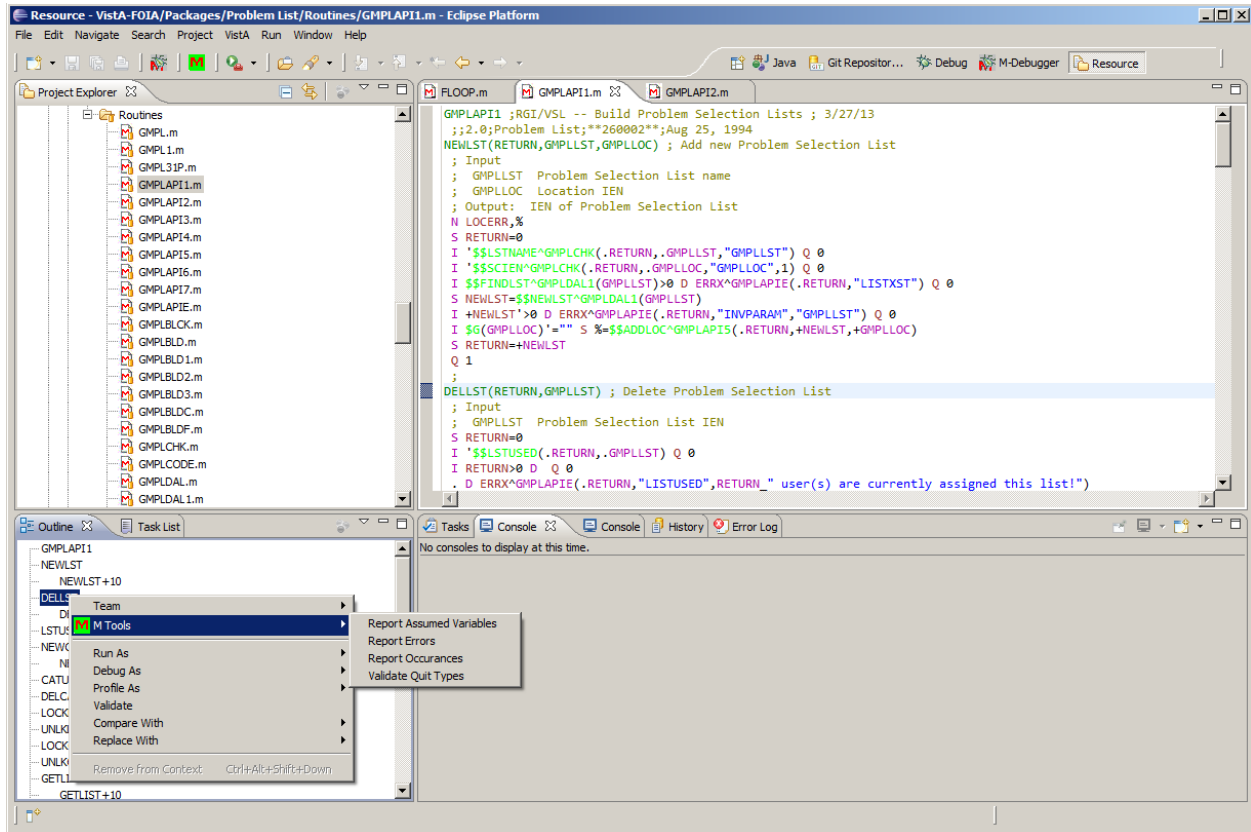 Resource - VistA-FOIA/Packages/Problem List/Routines/GMPLAPI1.m - Eclipse Platform
File Edit Navigate Search Project VistA Run Window Help
M
Java Git Repositor... Debug M-Debugger Resource
Project Explorer
Routines
GMPL.m
GMPL1.m
GMPL31P.m
GMPLAPI1.m
GMPLAPI2.m
GMPLAPI3.m
GMPLAPI4.m
GMPLAPI5.m
GMPLAPI6.m
GMPLAPI7.m
GMPLAPIE.m
GMPLBLCK.m
GMPLBLD.m
GMPLBLD1.m
GMPLBLD2.m
GMPLBLD3.m
GMPLBLDC.m
GMPLBLDF.m
GMPLCHK.m
GMPLCODE.m
GMPLDAL.m
GMPLDAL1.m
FLOOP.m GMPLAPI1.m GMPLAPI2.m
GMPLAPI1 ;RGI/VSL -- Build Problem Selection Lists ; 3/27/13
;;2.0;Problem List;**260002**;Aug 25, 1994
NEWLST(RETURN,GMPLLST,GMPLLOC) ; Add new Problem Selection List
; Input
; GMPLLST Problem Selection List name
; GMPLLOC Location IEN
; Output: IEN of Problem Selection List
N LOCERR,%
S RETURN=0
I '$$LSTNAME^GMPLCHK(.RETURN,.GMPLLST,"GMPLLST") Q 0
I '$$SCIEN^GMPLCHK(.RETURN,.GMPLLOC,"GMPLLOC",1) Q 0
I $$FINDLST^GMPLDAL1(GMPLLST)>0 D ERRX^GMPLAPIE(.RETURN,"LISTXST") Q 0
S NEWLST=$$NEWLST^GMPLDAL1(GMPLLST)
I +NEWLST'>0 D ERRX^GMPLAPIE(.RETURN,"INVPARAM","GMPLLST") Q 0
I $G(GMPLLOC)'="" S %=$$ADDLOC^GMPLAPI5(.RETURN,+NEWLST,+GMPLLOC)
S RETURN=+NEWLST
Q 1
;
DELLST(RETURN,GMPLLST) ; Delete Problem Selection List
; Input
; GMPLLST Problem Selection List IEN
S RETURN=0
I '$$LSTUSED(.RETURN,.GMPLLST) Q 0
I RETURN>0 D Q 0
. D ERRX^GMPLAPIE(.RETURN,"LISTUSED",RETURN_" user(s) are currently assigned this list!")
Outline Task List
GMPLAPI1
NEWLST
NEWLST+10
DELLS
LSTUS
NEWC
CATU
DELC
LOCK
UNLK
LOCK
UNLK
GETLI
GETLIST+10
Team
M M Tools
Run As
Debug As
Profile As
Validate
Compare With
Replace With
Remove from Context Ctrl+Alt+Shift+Down
Report Assumed Variables
Report Errors
Report Occurances
Validate Quit Types
Tasks Console Console History Error Log
No consoles to display at this time.